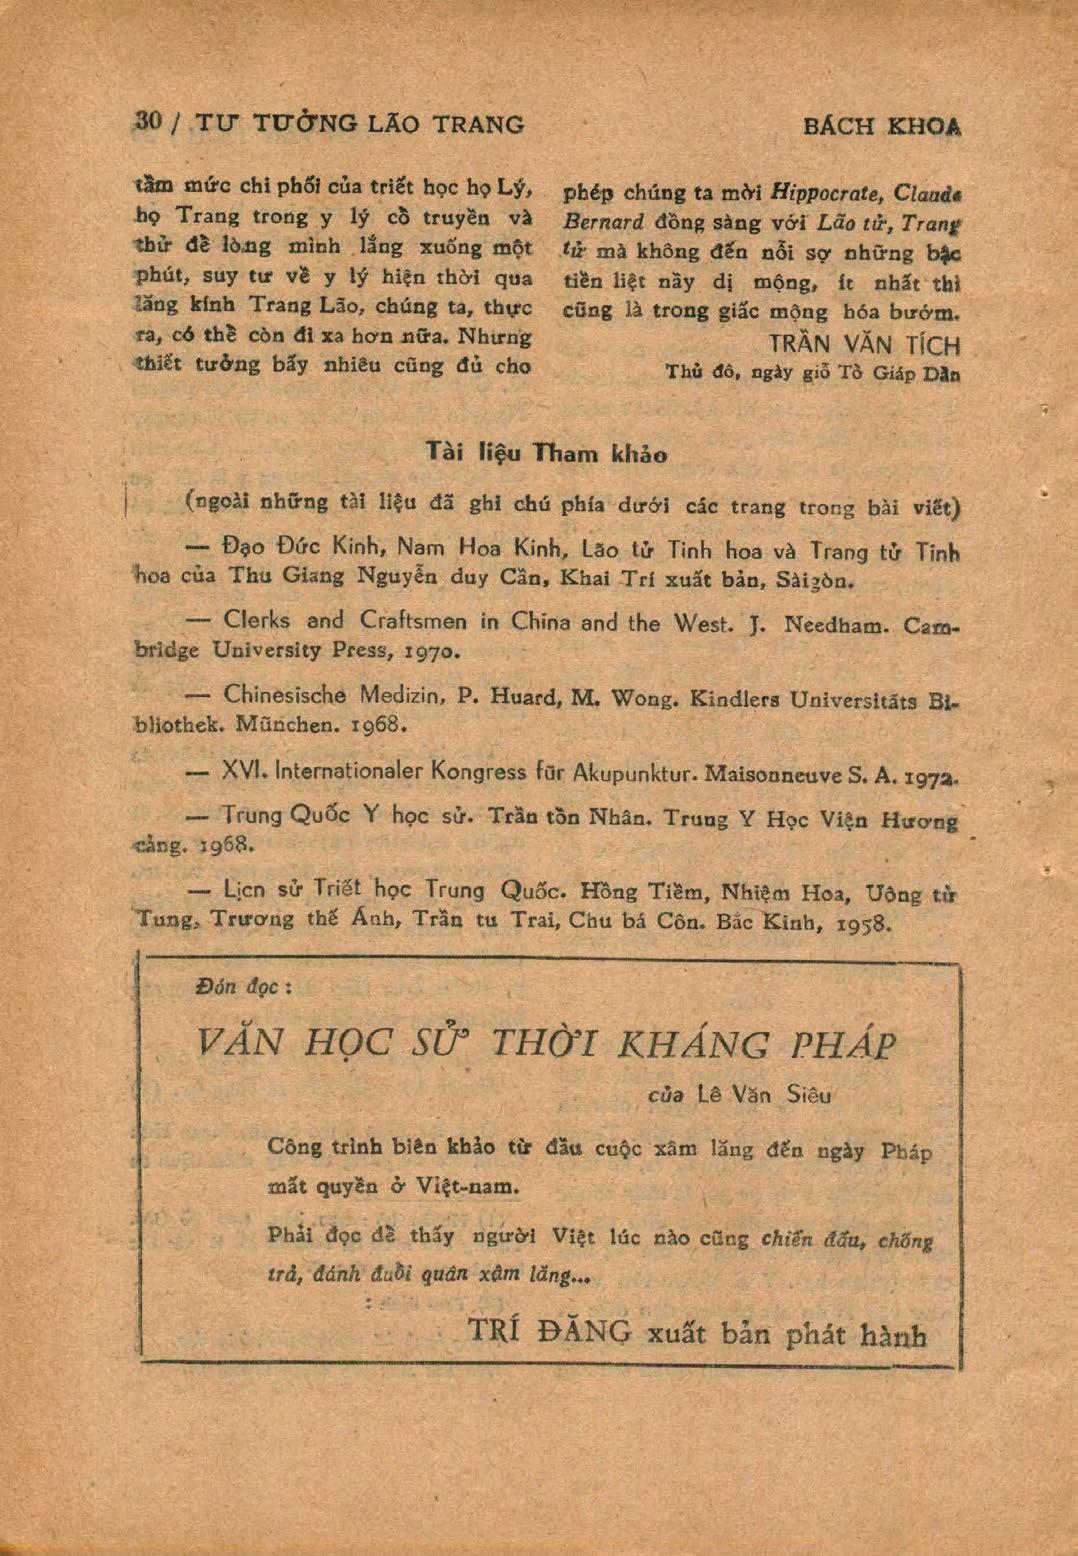 30 / TƯ TƯỞNG LÃO TRANG
BÁCH KHOA
tầm mức chi phối của triết học họ Lý,
họ Trang trong y lý cổ truyền và
thử để lòng mình lắng xuống một
phút, suy tư về y lý hiện thời qua
lăng kính Trang Lão, chúng ta, thực
ra, có thể còn đi xa hơn nữa. Nhưng
thiết tưởng bấy nhiêu cũng đủ cho
phép chúng ta mời Hippocrate, Claude
Bernard đồng sàng với Lão tử, Trang
tử mà không đến nỗi sợ những bậc
tiền liệt nầy dị mộng, ít nhất thì
cũng là trong giấc mộng hóa bướm.
TRẦN VĂN TÍCH
Thủ đô, ngày giỗ Tổ Giáp Dần
Tài liệu Tham khảo
(ngoài những tài liệu đã ghi chú phía dưới các trang trong bài viết)
— Đạo Đức Kinh, Nam Hoa Kinh, Lão tử Tinh hoa và Trang tử Tinh
hoa của Thu Giang Nguyễn duy Cần, Khai Trí xuất bản, Sàigòn.
— Clerks and Craftsmen in China and the West. J. Needham. Cam-
bridge University Press, 1970.
— Chinesische Medizin, P. Huard, M. Wong. Kindlers Universitäts Bi-
bliothek. München. 1968.
— XVI. Internationaler Kongress für Akupunktur. Maisonneuve S. A. 1972.
— Trung Quốc Y học sử. Trần tồn Nhân. Trung Y Học Viện Hương
cảng. 1968.
— Lịcn sử Triết học Trung Quốc. Hồng Tiềm, Nhiệm Hoa, Uông tử
Tung, Trương thế Ánh, Trần tu Trai, Chu bá Côn. Bắc Kinh, 1958.
Đón đọc :
VĂN HỌC SỬ THỜI KHÁNG PHÁP
của Lê Văn Siêu
Công trình biên khảo từ đầu cuộc xâm lăng đến ngày Pháp
mất quyền ở Việt-nam.
Phải đọc để thấy người Việt lúc nào cũng chiến đấu, chống
trả, đánh đuổi quân xâm lăng...
TRÍ ĐĂNG xuất bản phát hành